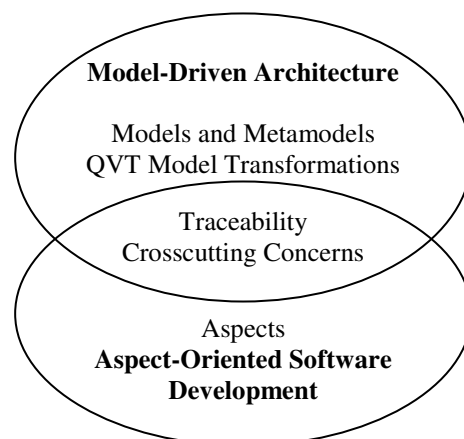 Model-Driven Architecture
Models and Metamodels
QVT Model Transformations
Traceability
Crosscutting Concerns
Aspects
Aspect-Oriented Software
Development